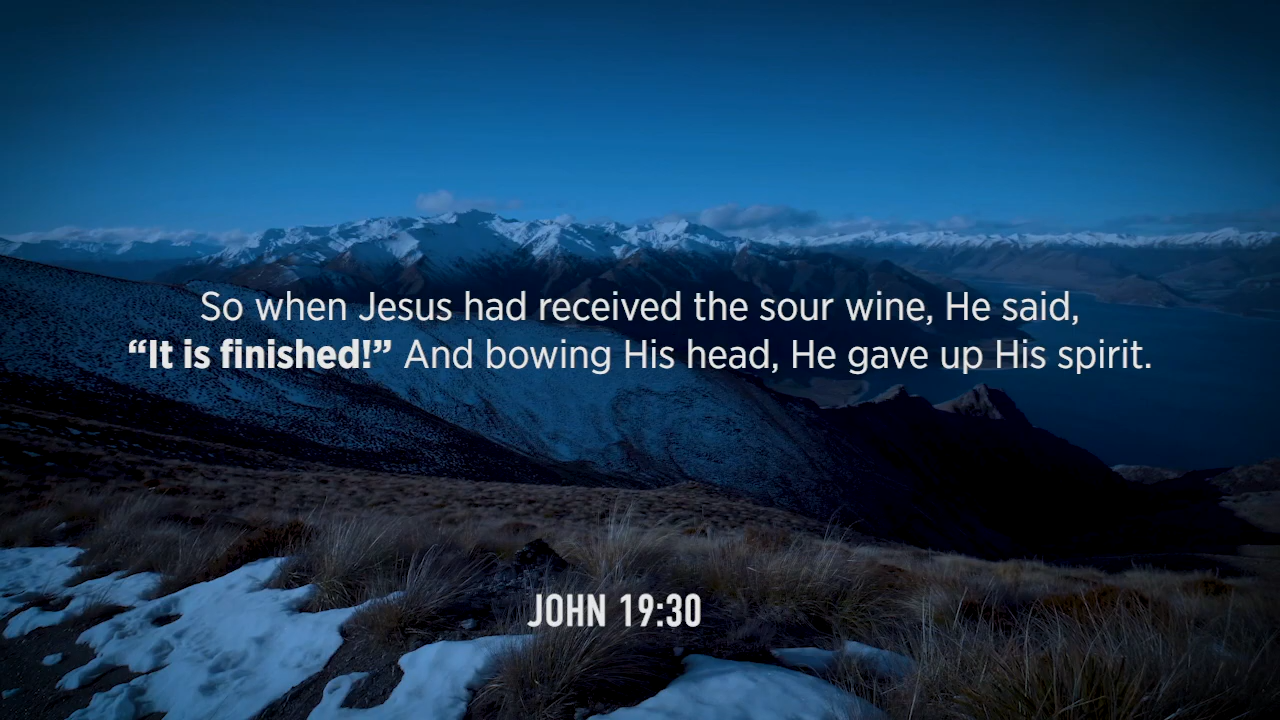 So when Jesus had received the sour wine, He said,
“It is finished!” And bowing His head, He gave up His spirit.
JOHN 19:30